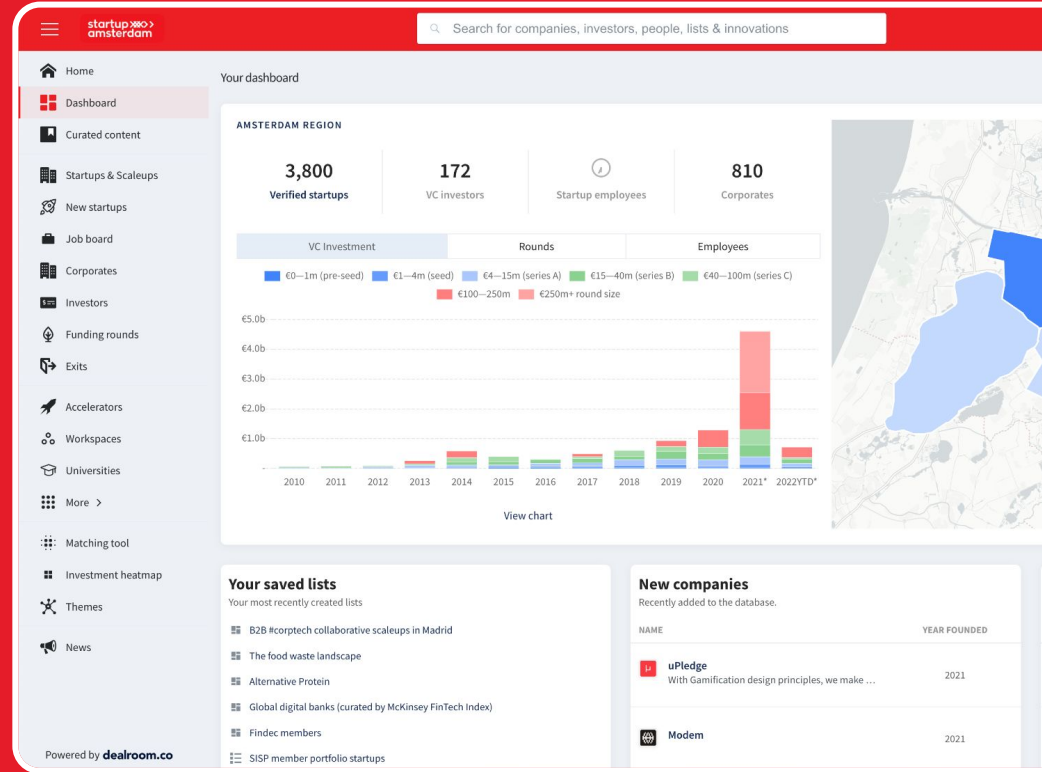 startup
amsterdam
Search for companies, investors, people, lists & innovations
Home
Dashboard
Curated content
Startups & Scaleups
New startups
Job board
Corporates
Investors
Funding rounds
Exits
Accelerators
Workspaces
Universities
More >
Matching tool
Investment heatmap
Themes
News
Powered by dealroom.co
Your dashboard
AMSTERDAM REGION
3,800
Verified startups
172
VC investors
Startup employees
810
Corporates
VC Investment Rounds Employees
€0—1m (pre-seed) €1—4m (seed) €4—15m (series A) €15—40m (series B) €40—100m (series C)
€100—250m €250m+ round size
€5.0b
€4.0b
€3.0b
€2.0b
€1.0b
-
2010 2011 2012 2013 2014 2015 2016 2017 2018 2019 2020 2021* 2022YTD*
View chart
Your saved lists
Your most recently created lists
B2B #corptech collaborative scaleups in Madrid
The food waste landscape
Alternative Protein
Global digital banks (curated by McKinsey FinTech Index)
Findec members
SISP member portfolio startups
New companies
Recently added to the database.
NAME YEAR FOUNDED
uPledge
With Gamification design principles, we make ...
2021
Modem
2021